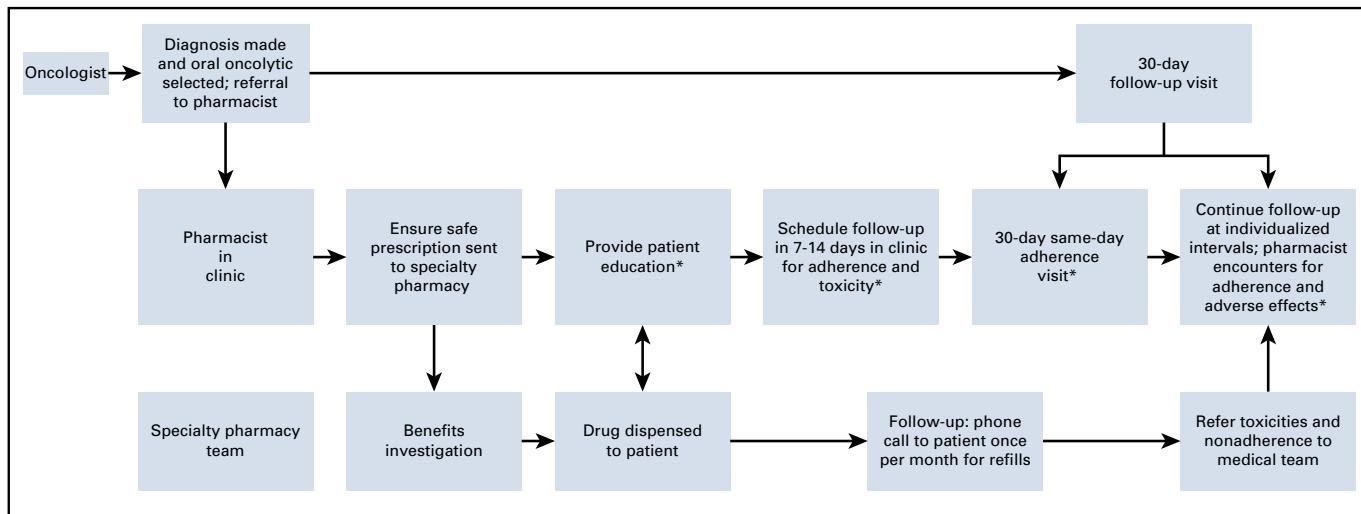 Oncologist
Diagnosis made
and oral oncolytic
selected; referral
to pharmacist
30-day
follow-up visit
Pharmacist
in
clinic
Ensure safe
prescription sent
to specialty
pharmacy
Provide patient
education*
Schedule follow-up
in 7-14 days in clinic
for adherence and
toxicity*
30-day same-day
adherence
visit*
Continue follow-up
at individualized
intervals; pharmacist
encounters for
adherence and
adverse effects*
Specialty pharmacy
team
Benefits
investigation
Drug dispensed
to patient
Follow-up: phone
call to patient once
per month for refills
Refer toxicities and
nonadherence to
medical team